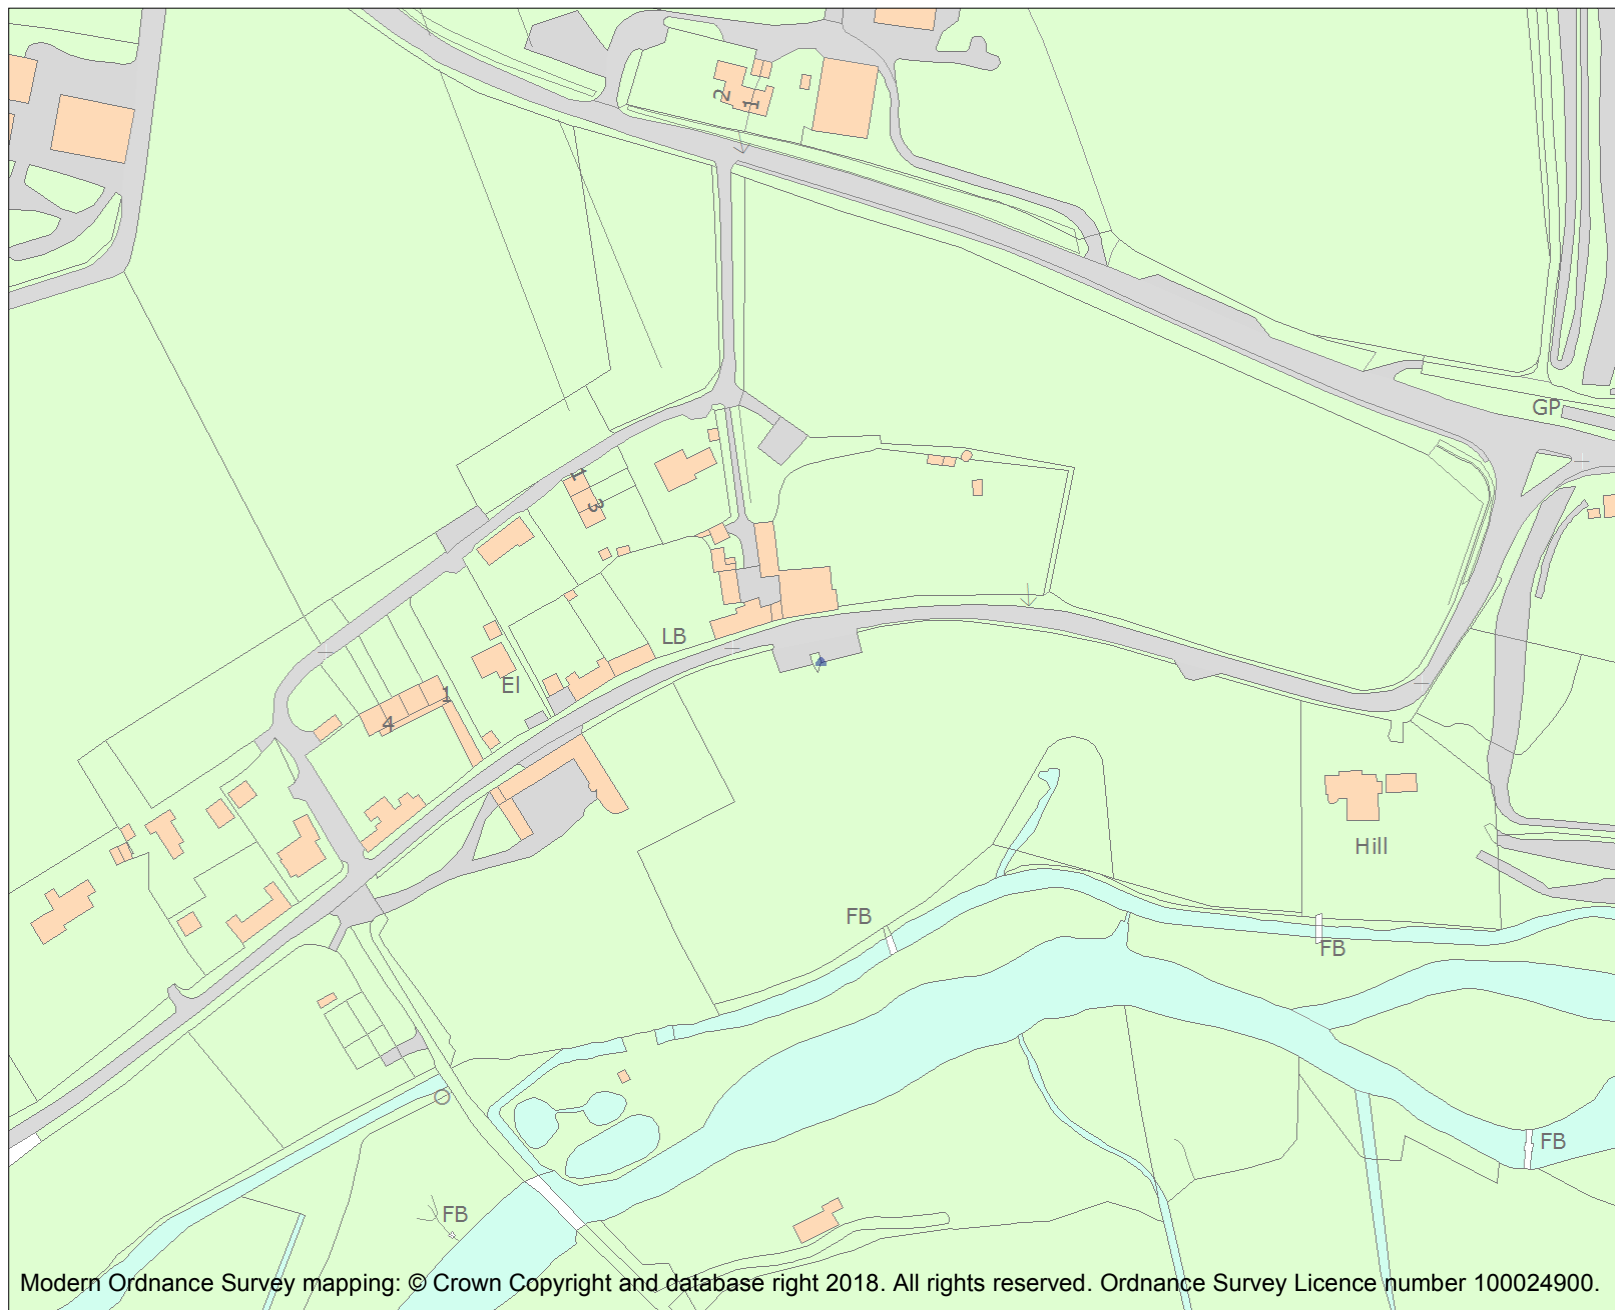 2
1
GP
1
3
LB
El
1
4
Hill
FB
FB
FB
FB
Modern Ordnance Survey mapping: © Crown Copyright and database right 2018. All rights reserved. Ordnance Survey Licence number 100024900.